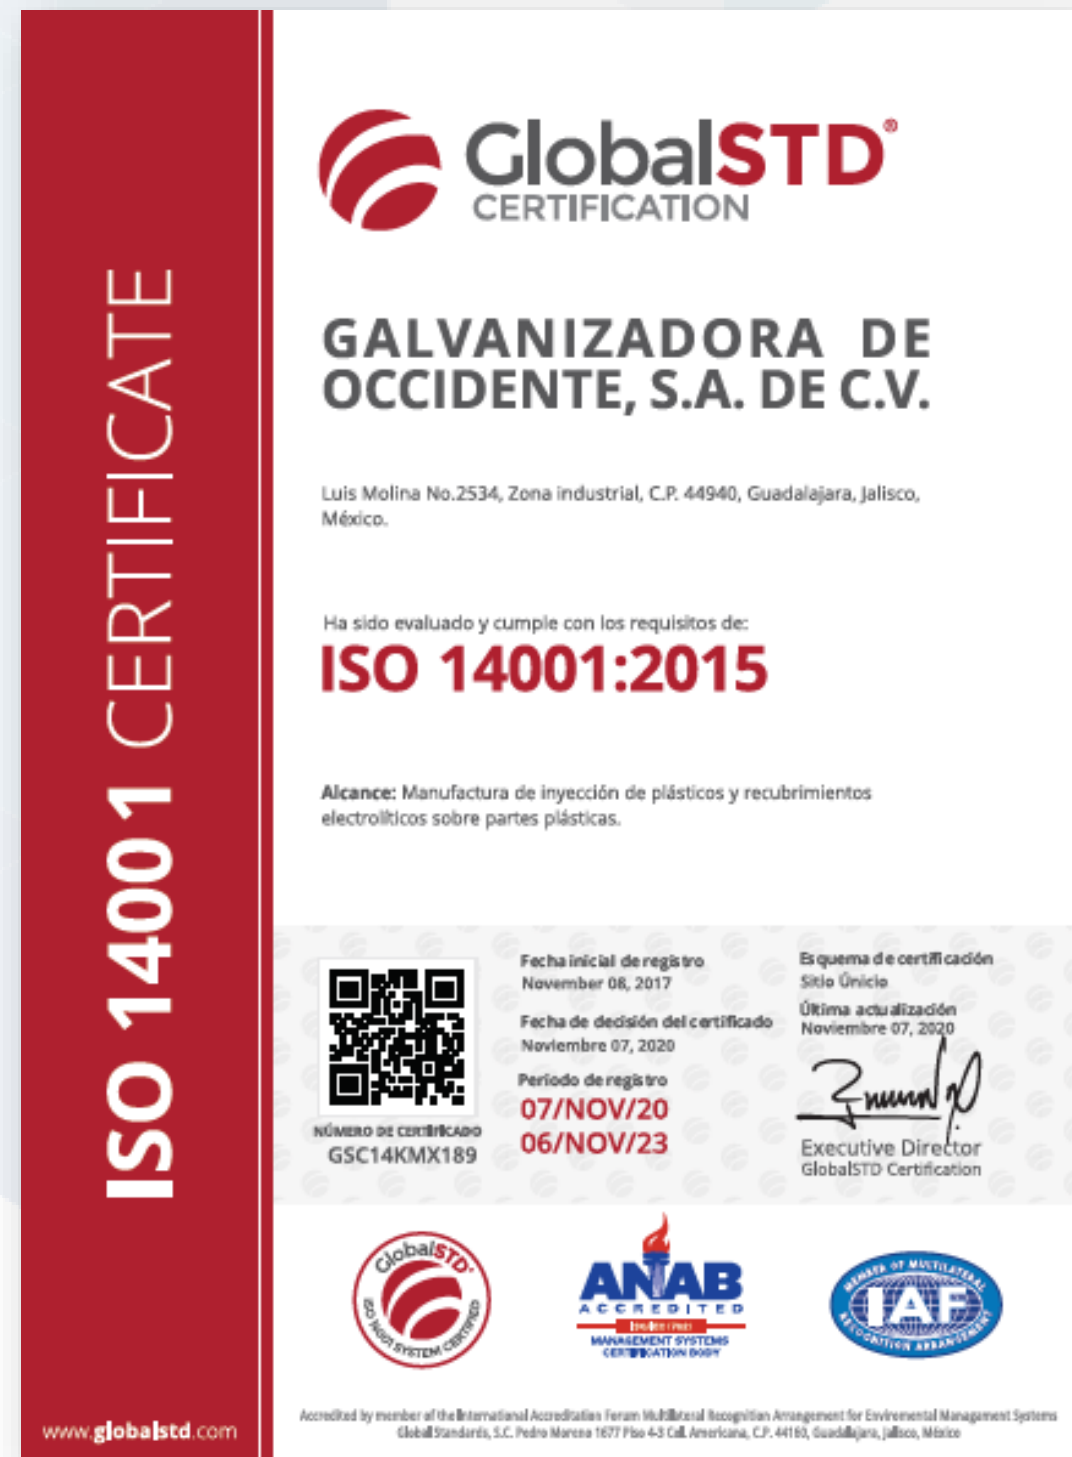 ISO 14001 CERTIFICATE
www.globalstd.com
GlobalSTD®
CERTIFICATION
GALVANIZADORA DE
OCCIDENTE, S.A. DE C.V.
Luis Molina No.2534, Zona industrial, C.P. 44940, Guadalajara, Jalisco,
México.
Ha sido evaluado y cumple con los requisitos de:
ISO 14001:2015
Alcance: Manufactura de inyección de plásticos y recubrimientos
electrolíticos sobre partes plásticas.
NÚMERO DE CERTIFICADO
GSC14KMX189
Fecha inicial de registro
November 08, 2017
Fecha de decisión del certificado
Noviembre 07, 2020
Periodo de registro
07/NOV/20
06/NOV/23
Esquema de certificación
Sitio Únicio
Última actualización
Noviembre 07, 2020
Executive Director
GlobalSTD Certification
GlobalSTD®
ISO 14001 SYSTEM CERTIFIED
ANAB
ACCREDITED
MANAGEMENT SYSTEMS
CERTIFICATION BODY
MEMBER OF MULTILATERAL
IAF
RECOGNITION ARRANGEMENT
Accredited by member of the International Accreditation Forum Multilateral Recognition Arrangement for Enviromental Managament Systems
Global Standards, S.C. Pedro Moreno 1677 Piso 4-3 Col. Americana, C.P. 44160, Guadalajara, Jalisco, México